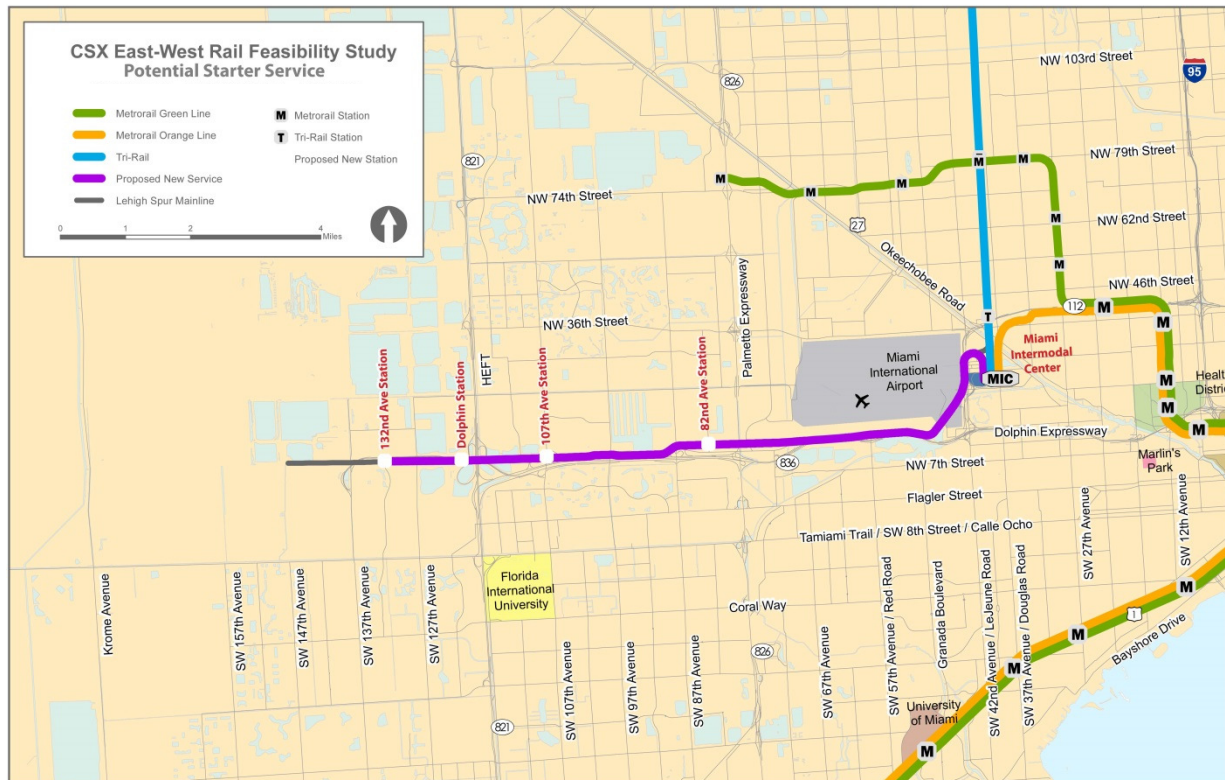 CSX East-West Rail Feasibility Study
Potential Starter Service
Metrorail Green Line
Metrorail Orange Line
Tri-Rail
Proposed New Service
Lehigh Spur Mainline
M Metrorail Station
T Tri-Rail Station
Proposed New Station
0 1 2 4
Miles
826
NW 103rd Street
95
821
NW 79th Street
M
M
M
M
M
NW 74th Street
27
M
NW 62nd Street
Okeechobee Road
M
NW 46th Street
Palmetto Expressway
112
M
T
NW 36th Street
M
HEFT
Miami
Intermodal
Center
Miami
International
Airport
MIC
M
Health
District
M
M
132nd Ave Station
Dolphin Station
107th Ave Station
82nd Ave Station
Dolphin Expressway
836
NW 7th Street
Marlin's
Park
Flagler Street
Tamiami Trail / SW 8th Street / Calle Ocho
SW 27th Avenue
SW 12th Avenue
Florida
International
University
Coral Way
M
1
M
Bayshore Drive
Krome Avenue
SW 157th Avenue
SW 147th Avenue
SW 137th Avenue
SW 127th Avenue
826
M
SW 107th Avenue
SW 97th Avenue
SW 87th Avenue
SW 67th Avenue
SW 57th Avenue / Red Road
Granada Boulevard
SW 42nd Avenue / LeJeune Road
SW 37th Avenue / Douglas Road
University
of Miami
821
M